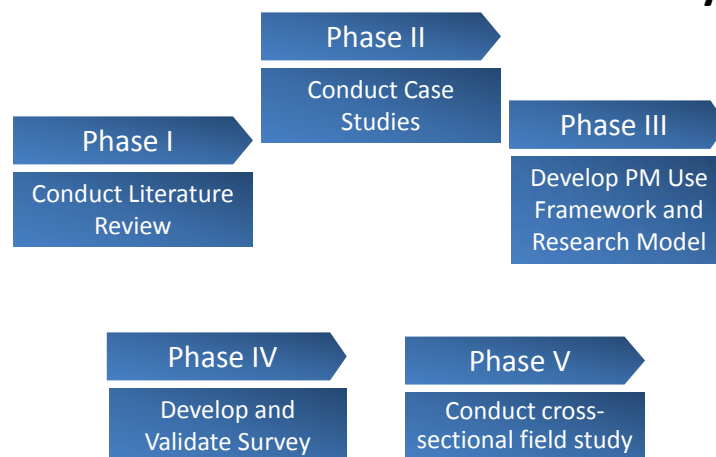 Phase I
Conduct Literature
Review
Phase II
Conduct Case
Studies
Phase III
Develop PM Use
Framework and
Research Model
Phase IV
Develop and
Validate Survey
Phase V
Conduct cross-
sectional field study